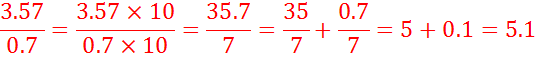 3.57/0.7 = 3.57 × 10/0.7 × 10 = 35.7/7 = 35/7 + 0.7/7 = 5 + 0.1 = 5.1